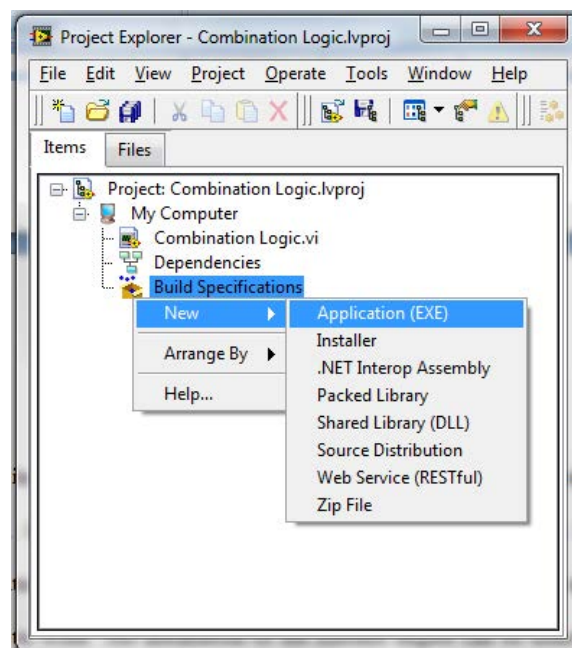 Project Explorer - Combination Logic.lvproj
File Edit View Project Operate Tools Window Help
Items Files
Project: Combination Logic.lvproj
My Computer
Combination Logic.vi
Dependencies
Build Specifications
New
Arrange By
Help...
Application (EXE)
Installer
.NET Interop Assembly
Packed Library
Shared Library (DLL)
Source Distribution
Web Service (RESTful)
Zip File